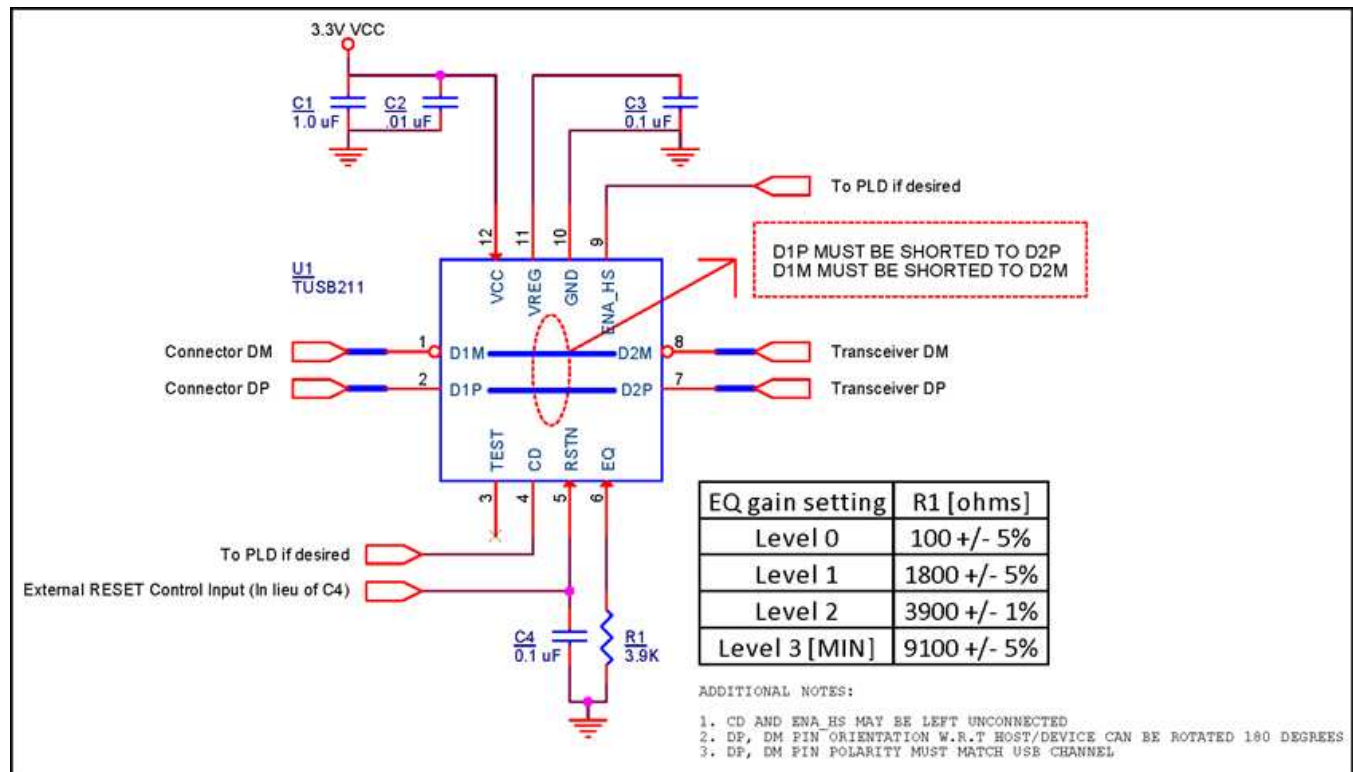 3.3V VCC
C1
1.0 uF
C2
.01 uF
C3
0.1 uF
To PLD if desired
12
11
10
9
D1P MUST BE SHORTED TO D2P
D1M MUST BE SHORTED TO D2M
U1
TUSB211
VCC
VREG
GND
ENA_HS
Connector DM
1
D1M
D2M
8
Transceiver DM
Connector DP
2
D1P
D2P
7
Transceiver DP
TEST
CD
RSTN
EQ
3
4
5
6
To PLD if desired
External RESET Control Input (In lieu of C4)
C4
0.1 uF
R1
3.9K
EQ gain setting R1 [ohms]
Level 0 100 +/- 5%
Level 1 1800 +/- 5%
Level 2 3900 +/- 1%
Level 3 [MIN] 9100 +/- 5%
ADDITIONAL NOTES:
1. CD AND ENA_HS MAY BE LEFT UNCONNECTED
2. DP, DM PIN ORIENTATION W.R.T HOST/DEVICE CAN BE ROTATED 180 DEGREES
3. DP, DM PIN POLARITY MUST MATCH USB CHANNEL